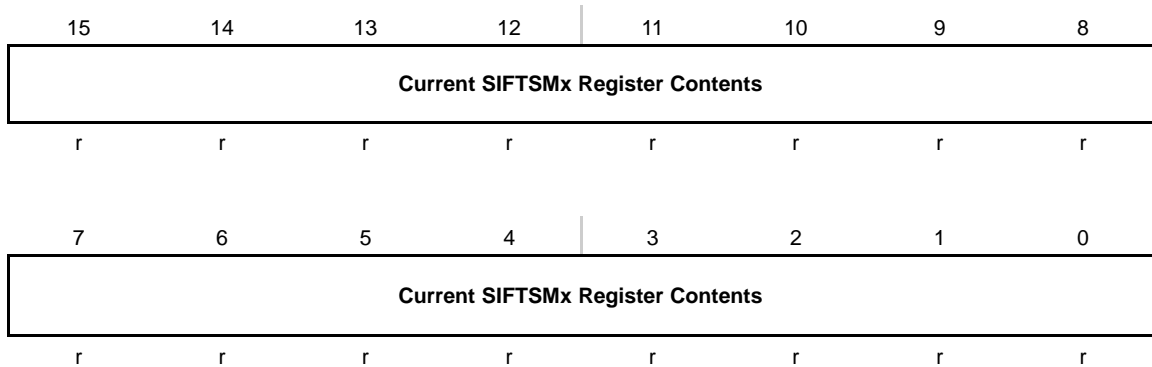 15 14 13 12 11 10 9 8
Current SIFTSMx Register Contents
r r r r r r r r
7 6 5 4 3 2 1 0
Current SIFTSMx Register Contents
r r r r r r r r